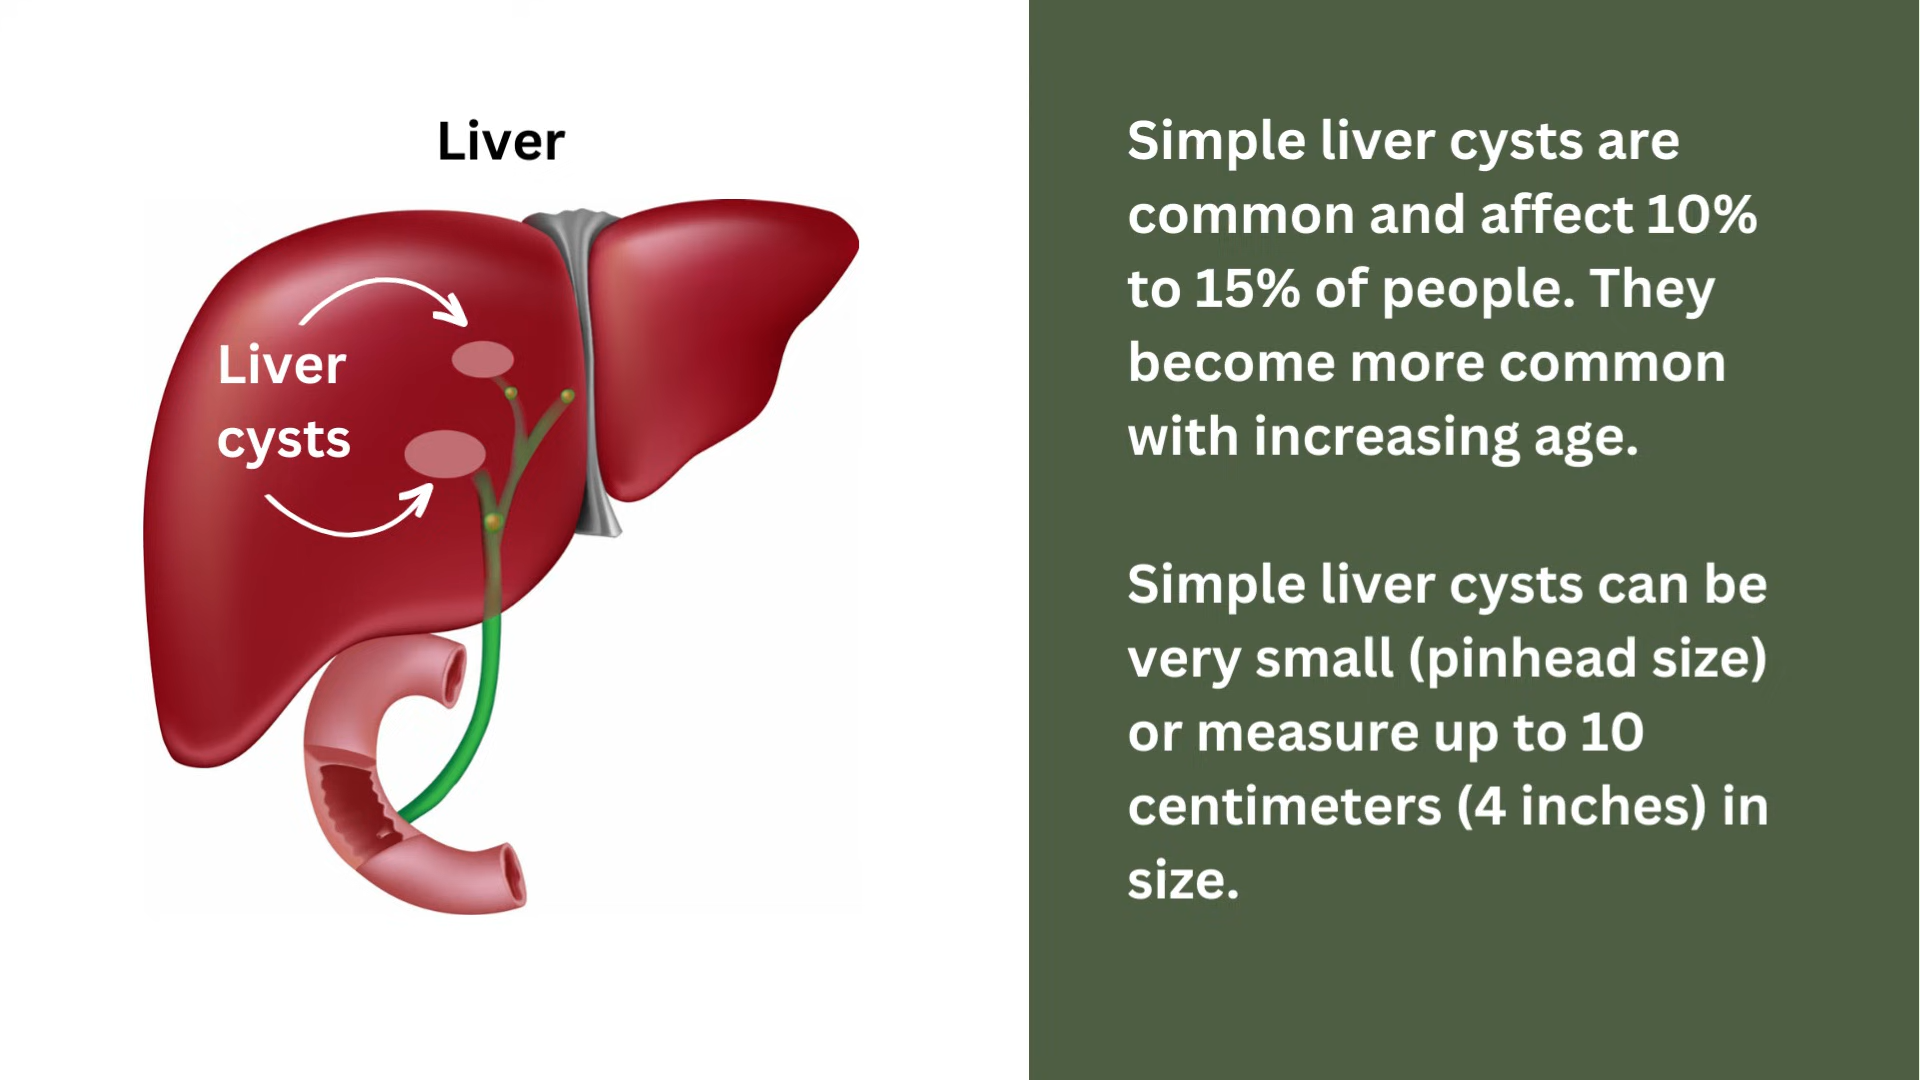 Liver
Liver
cysts
Simple liver cysts are
common and affect 10%
to 15% of people. They
become more common
with increasing age.
Simple liver cysts can be
very small (pinhead size)
or measure up to 10
centimeters (4 inches) in
size.